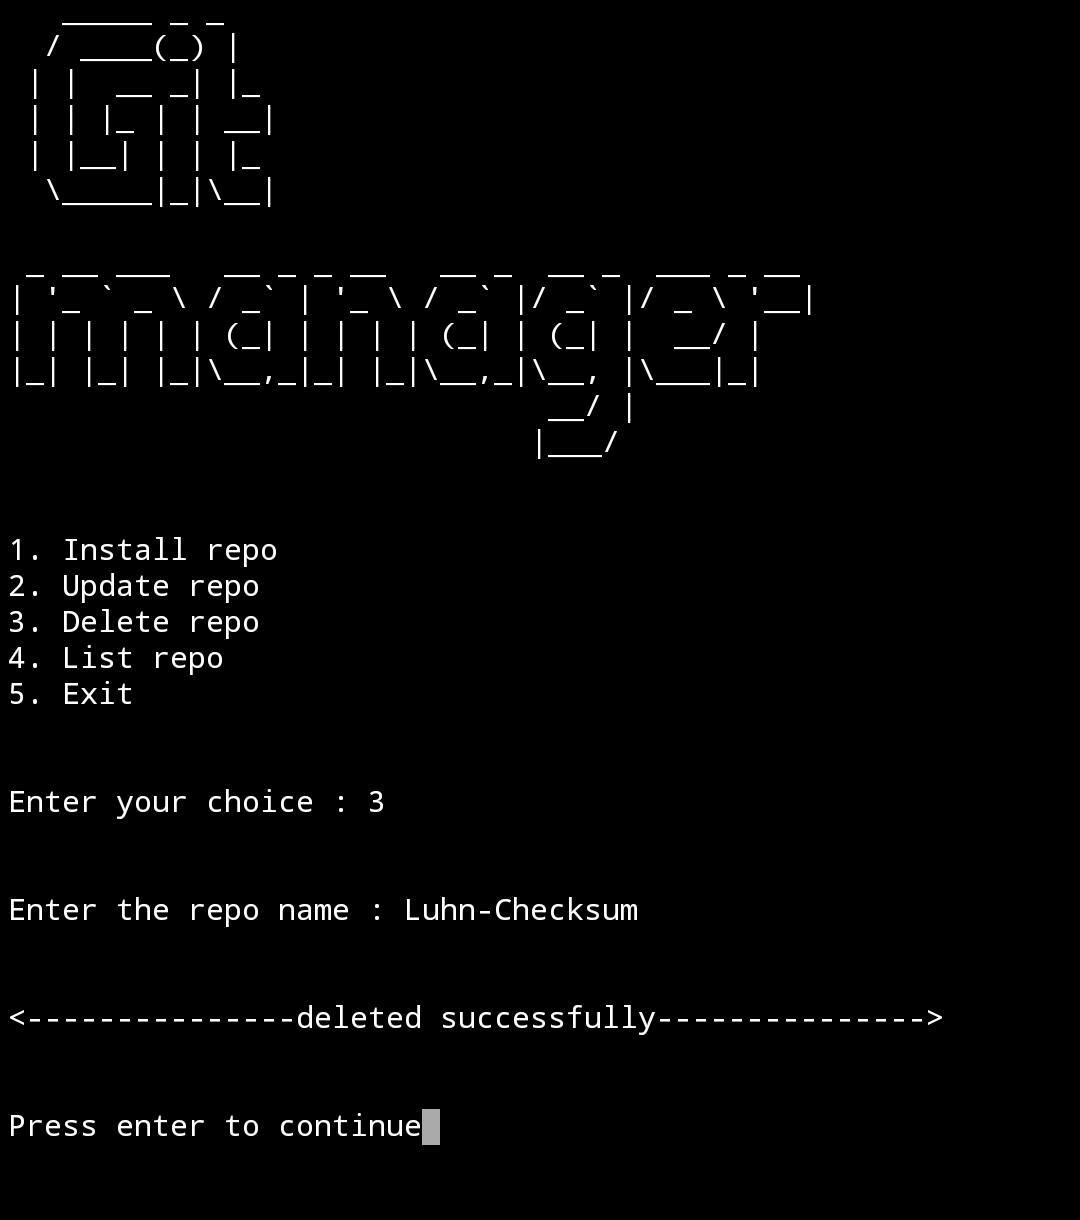 Git
manager
1. Install repo
2. Update repo
3. Delete repo
4. List repo
5. Exit
Enter your choice : 3
Enter the repo name : Luhn-Checksum
<---------------deleted successfully--------------->
Press enter to continue